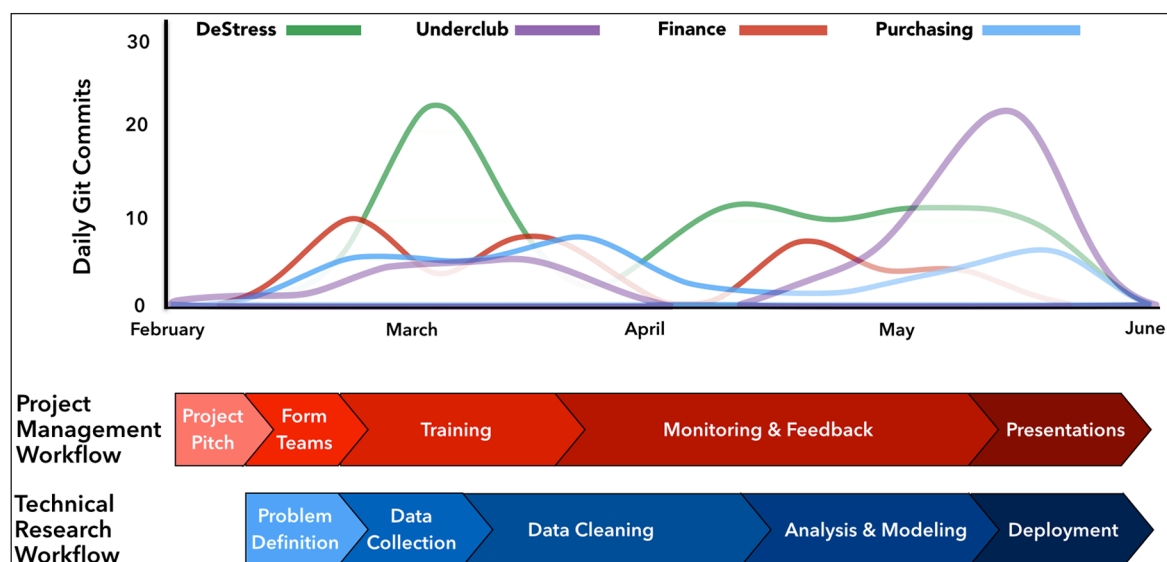 DeStress Underclub Finance Purchasing
Daily Git Commits
30
20
10
0
February March April May June
Project
Management
Workflow
Project
Pitch
Form
Teams
Training
Monitoring & Feedback
Presentations
Technical
Research
Workflow
Problem
Definition
Data
Collection
Data Cleaning
Analysis & Modeling
Deployment